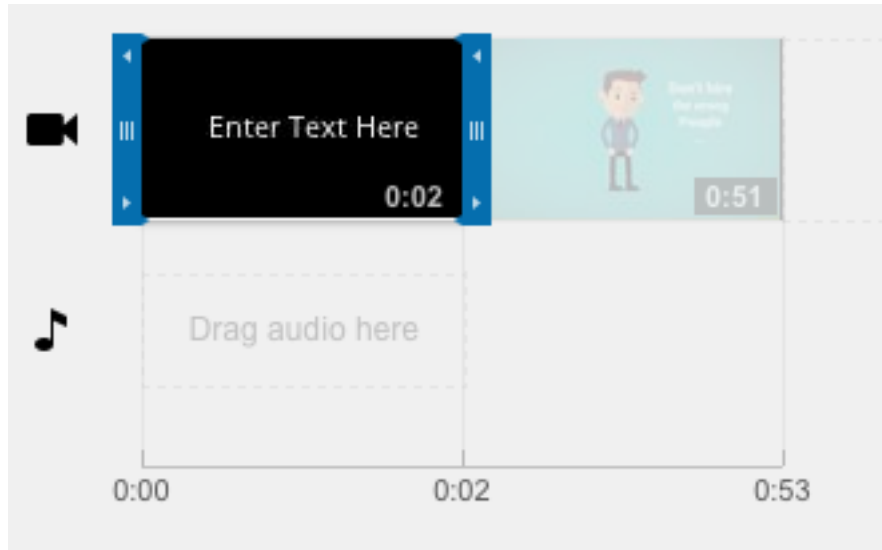 Enter Text Here
0:02
Don't hire
the wrong
People
0:51
Drag audio here
0:00 0:02 0:53